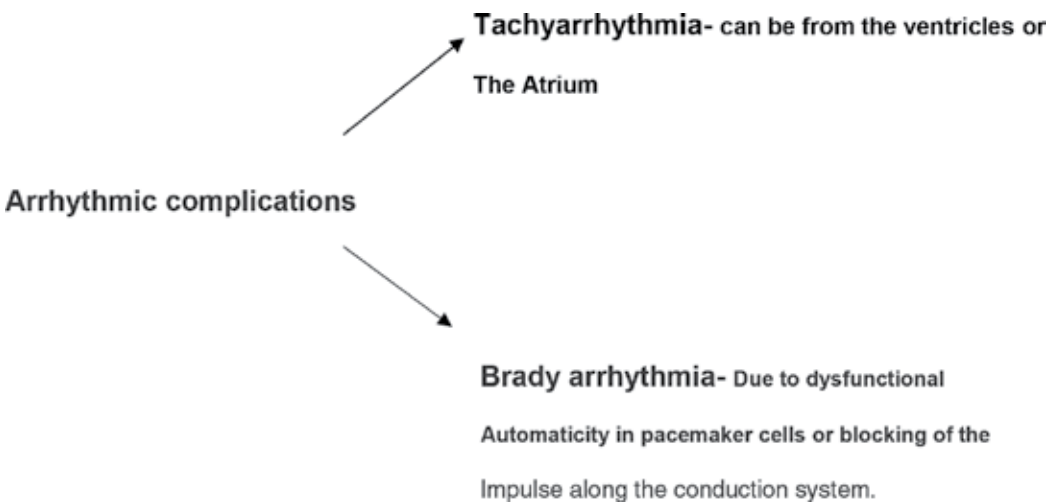 Tachyarrhythmia- can be from the ventricles or
The Atrium
Arrhythmic complications
Brady arrhythmia- Due to dysfunctional
Automaticity in pacemaker cells or blocking of the
Impulse along the conduction system.